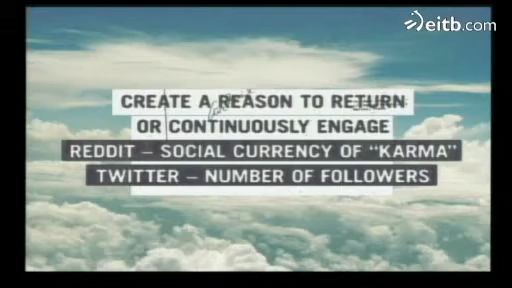 eitb.com
CREATE A REASON TO RETURN
OR CONTINUOUSLY ENGAGE
REDDIT – SOCIAL CURRENCY OF “KARMA”
TWITTER – NUMBER OF FOLLOWERS